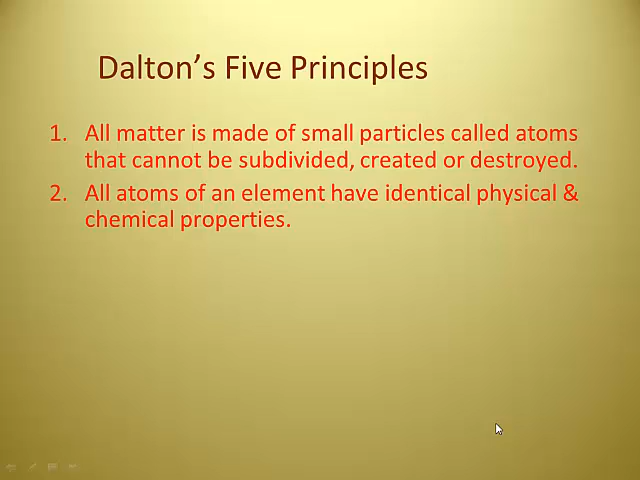 Dalton’s Five Principles
1. All matter is made of small particles called atoms
that cannot be subdivided, created or destroyed.
2. All atoms of an element have identical physical &
chemical properties.